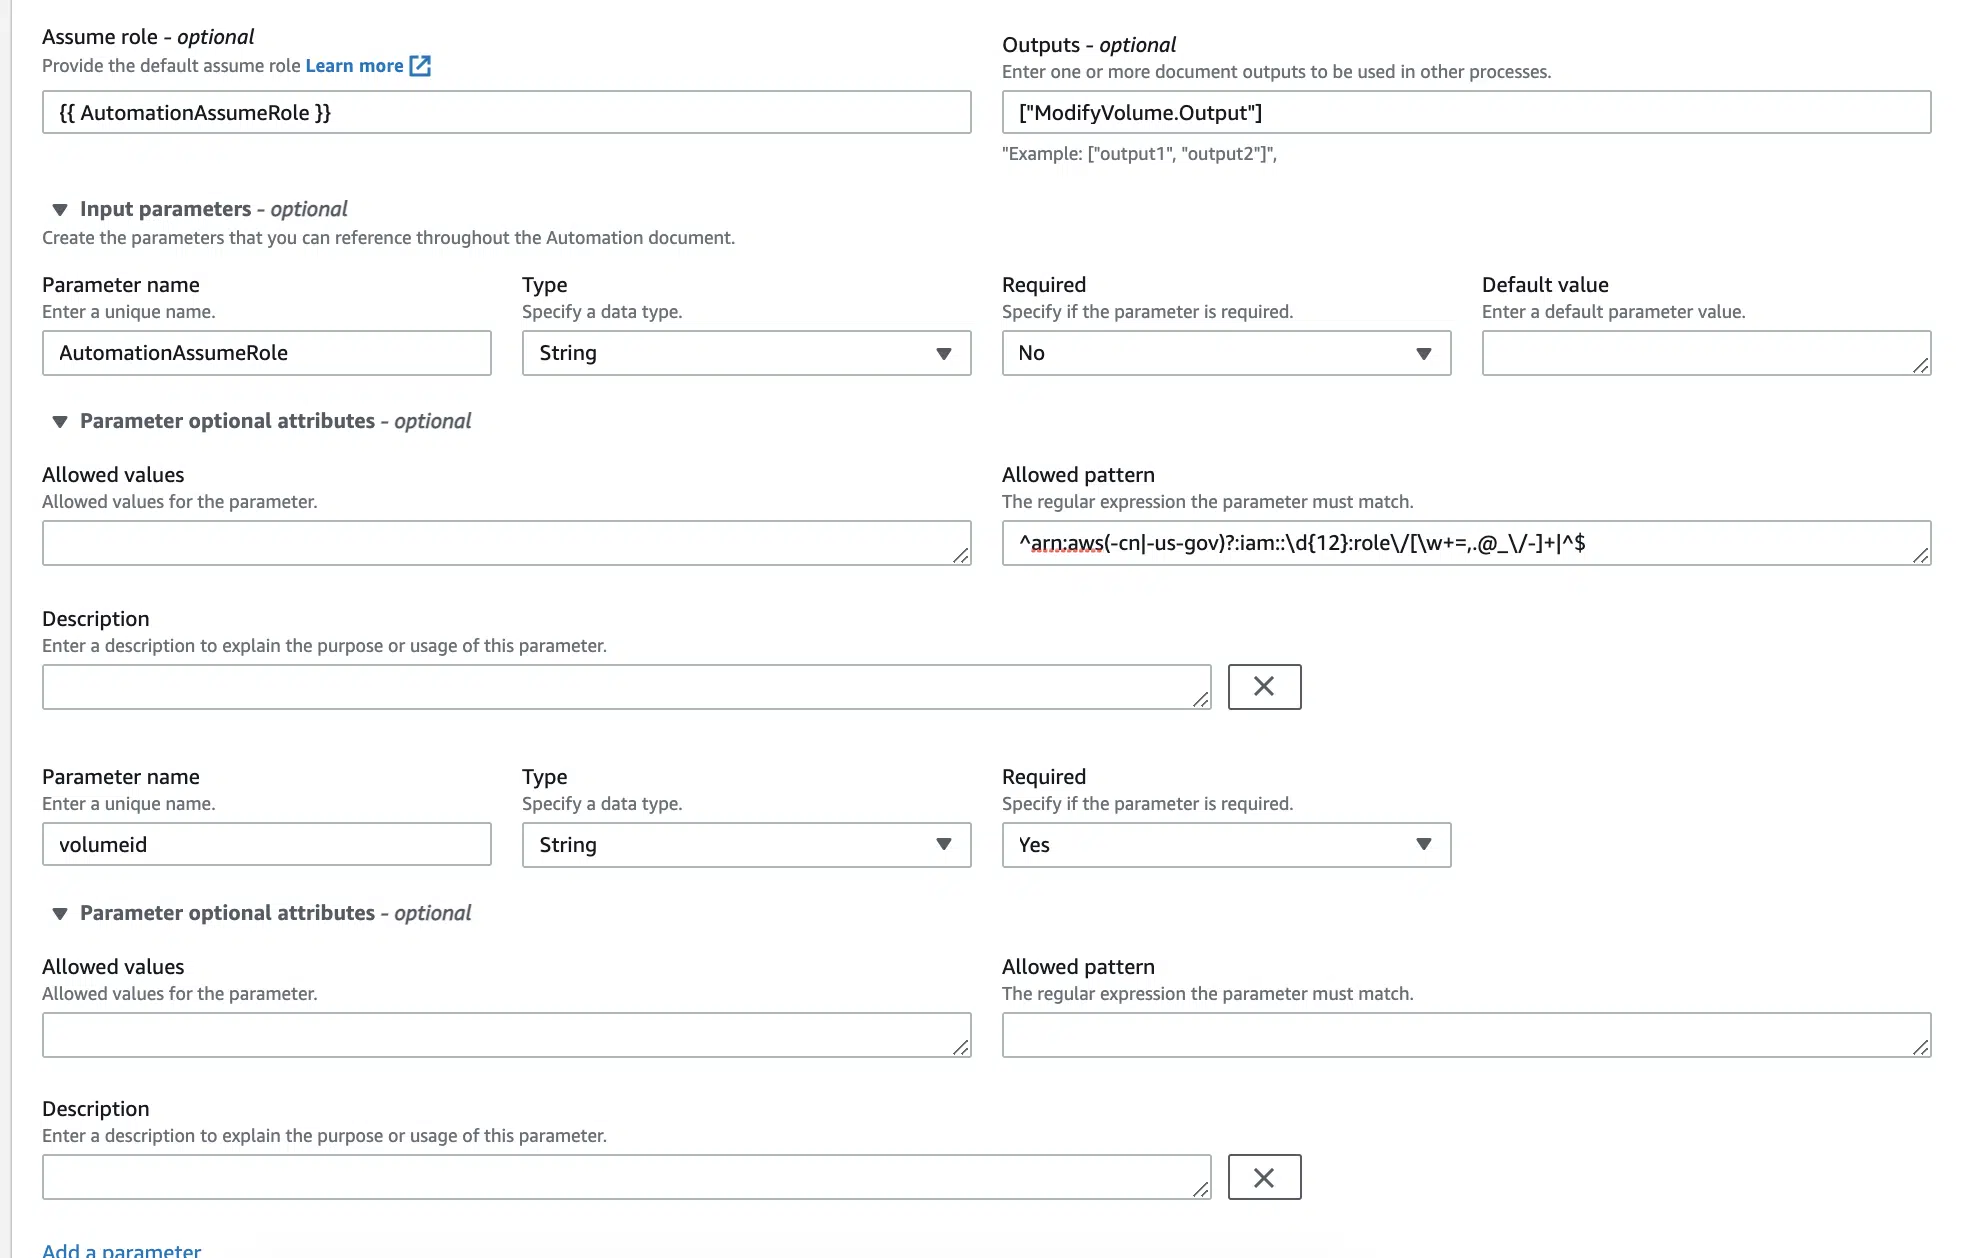 Assume role - optional
Provide the default assume role Learn more
{{ AutomationAssumeRole }}
Outputs - optional
Enter one or more document outputs to be used in other processes.
["ModifyVolume.Output"]
"Example: ["output1", "output2"]",
Input parameters - optional
Create the parameters that you can reference throughout the Automation document.
Parameter name
Enter a unique name.
AutomationAssumeRole
Type
Specify a data type.
String
Required
Specify if the parameter is required.
No
Default value
Enter a default parameter value.
Parameter optional attributes - optional
Allowed values
Allowed values for the parameter.
Allowed pattern
The regular expression the parameter must match.
^arn:aws(-cn|-us-gov)?:iam::\d{12}:role\/[\w+=,.@_\/-]+|^$
Description
Enter a description to explain the purpose or usage of this parameter.
Parameter name
Enter a unique name.
volumeid
Type
Specify a data type.
String
Required
Specify if the parameter is required.
Yes
Parameter optional attributes - optional
Allowed values
Allowed values for the parameter.
Allowed pattern
The regular expression the parameter must match.
Description
Enter a description to explain the purpose or usage of this parameter.
Add a parameter